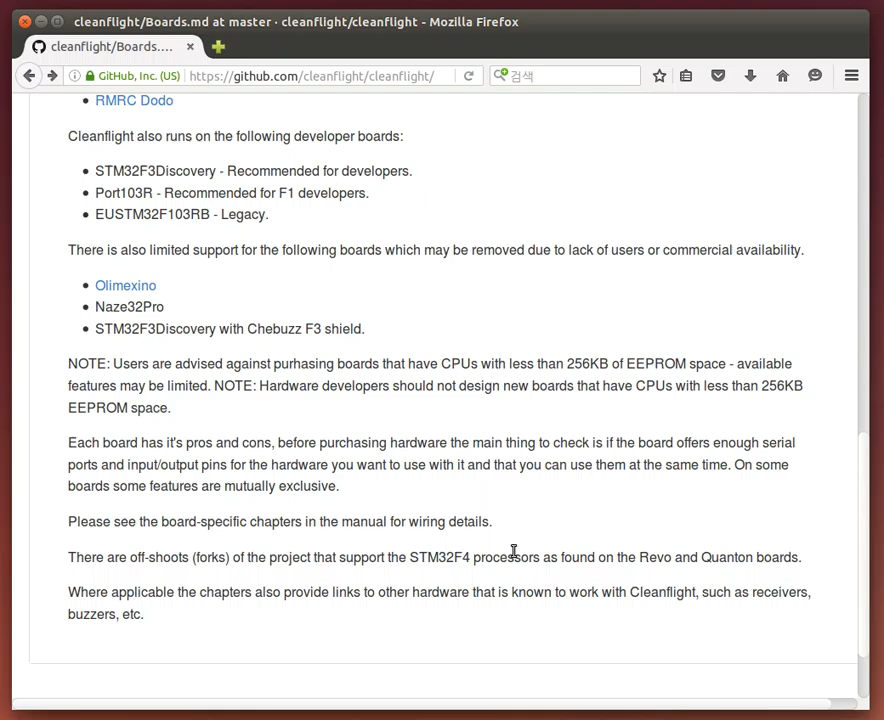 cleanflight/Boards.md at master · cleanflight/cleanflight - Mozilla Firefox
cleanflight/Boards....
GitHub, Inc. (US)
https://github.com/cleanflight/cleanflight/
검색
RMRC Dodo
Cleanflight also runs on the following developer boards:
STM32F3Discovery - Recommended for developers.
Port103R - Recommended for F1 developers.
EUSTM32F103RB - Legacy.
There is also limited support for the following boards which may be removed due to lack of users or commercial availability.
Olimexino
Naze32Pro
STM32F3Discovery with Chebuzz F3 shield.
NOTE: Users are advised against purhasing boards that have CPUs with less than 256KB of EEPROM space - available
features may be limited. NOTE: Hardware developers should not design new boards that have CPUs with less than 256KB
EEPROM space.
Each board has it's pros and cons, before purchasing hardware the main thing to check is if the board offers enough serial
ports and input/output pins for the hardware you want to use with it and that you can use them at the same time. On some
boards some features are mutually exclusive.
Please see the board-specific chapters in the manual for wiring details.
There are off-shoots (forks) of the project that support the STM32F4 processors as found on the Revo and Quanton boards.
Where applicable the chapters also provide links to other hardware that is known to work with Cleanflight, such as receivers,
buzzers, etc.